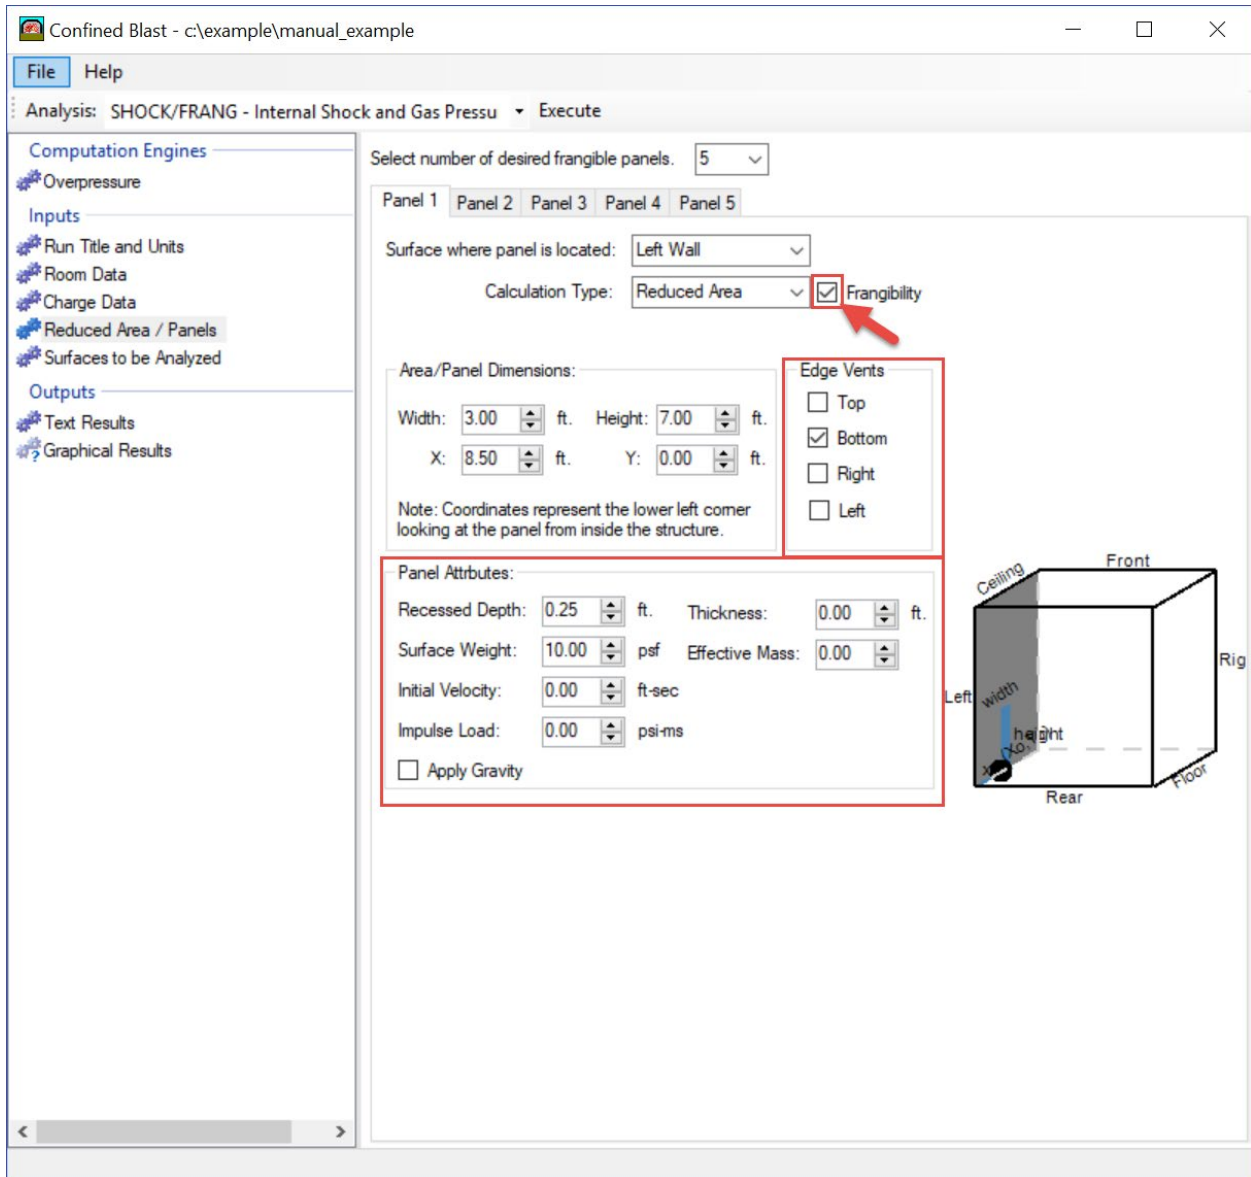 Confined Blast - c:\example\manual_example
File Help
Analysis: SHOCK/FRANG - Internal Shock and Gas Pressu Execute
Computation Engines
Overpressure
Inputs
Run Title and Units
Room Data
Charge Data
Reduced Area / Panels
Surfaces to be Analyzed
Outputs
Text Results
Graphical Results
Select number of desired frangible panels. 5
Panel 1 Panel 2 Panel 3 Panel 4 Panel 5
Surface where panel is located: Left Wall
Calculation Type: Reduced Area Frangibility
Area/Panel Dimensions:
Width: 3.00 ft. Height: 7.00 ft.
X: 8.50 ft. Y: 0.00 ft.
Note: Coordinates represent the lower left corner
looking at the panel from inside the structure.
Edge Vents
Top
Bottom
Right
Left
Panel Attrbutes:
Recessed Depth: 0.25 ft. Thickness: 0.00 ft.
Surface Weight: 10.00 psf Effective Mass: 0.00
Initial Velocity: 0.00 ft-sec
Impulse Load: 0.00 psi-ms
Apply Gravity
Ceiling
Front
Left
Rig
width
height
Floor
Rear